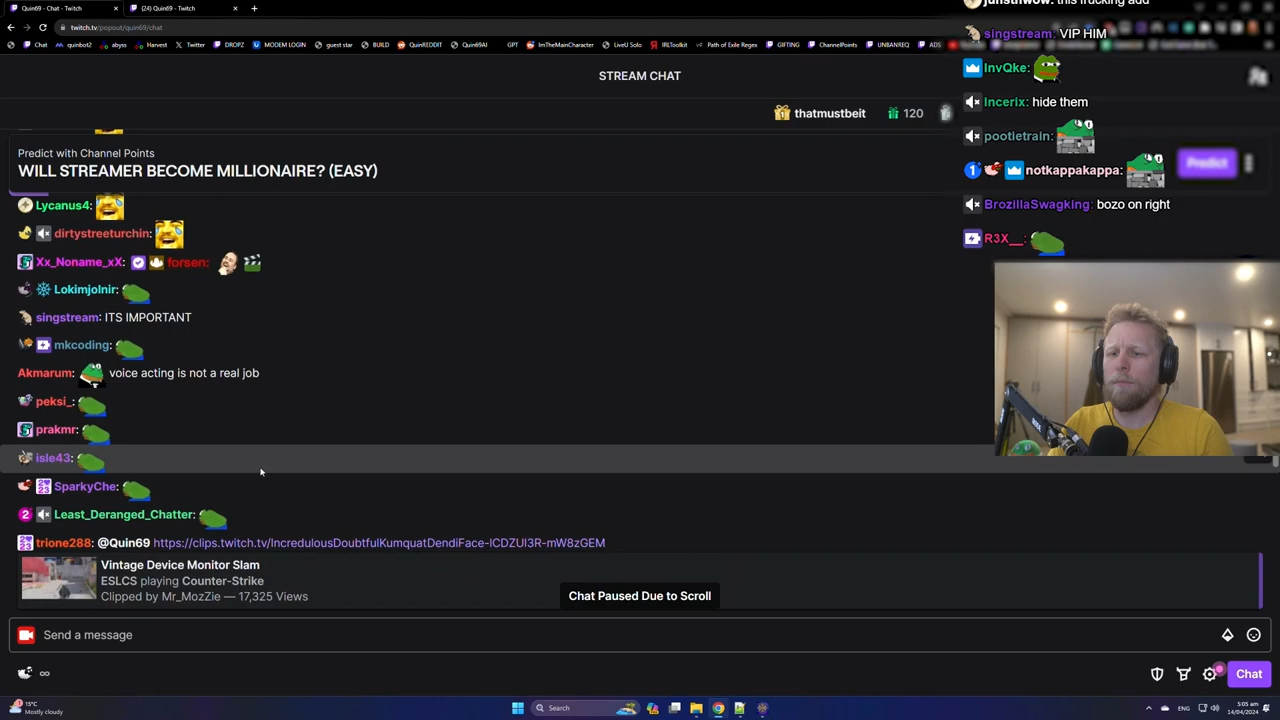 Quin69 - Chat - Twitch
(24) Quin69 - Twitch
twitch.tv/popout/Quin69/chat
Chat quinbot2 abyss Harvest Twitter DROPZ MODEM LOGIN guest star BUILD QuinREDDIT Quin69AI GPT ImTheMainCharacter LiveU Solo IRLToolkit Path of Exile Regex GIFTING ChannelPoints UNBANREQ ADS
STREAM CHAT
thatmustbeit 120
Predict with Channel Points
WILL STREAMER BECOME MILLIONAIRE? (EASY)
Predict
Lycanus4:
dirtystreeturchin:
Xx_Noname_xX: forsen:
Lokimjolnir:
singstream: ITS IMPORTANT
mkcoding:
Akmarum: voice acting is not a real job
peksi_:
prakmr:
isle43:
SparkyChe:
2 Least_Deranged_Chatter:
trione288: @Quin69 https://clips.twitch.tv/IncredulousDoubtfulKumquatDendiFace-lCDZUl3R-mW8zGEM
Vintage Device Monitor Slam
ESLCS playing Counter-Strike
Clipped by Mr_MozZie — 17,325 Views
Chat Paused Due to Scroll
Send a message
∞
Chat
singstream: VIP HIM
InvQke:
Incerix: hide them
pootietrain:
1 notkappakappa:
BrozillaSwagking: bozo on right
R3X__:
15°C
Mostly cloudy
Search
ENG
5:05 am
14/04/2024